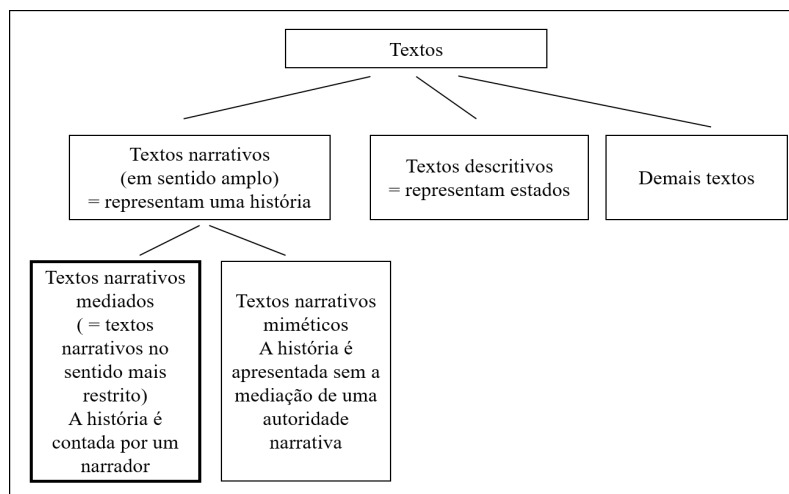 Textos
Textos narrativos
(em sentido amplo)
= representam uma história
Textos descritivos
= representam estados
Demais textos
Textos narrativos
mediados
( = textos
narrativos no
sentido mais
restrito)
A história é
contada por um
narrador
Textos narrativos
miméticos
A história é
apresentada sem a
mediação de uma
autoridade
narrativa